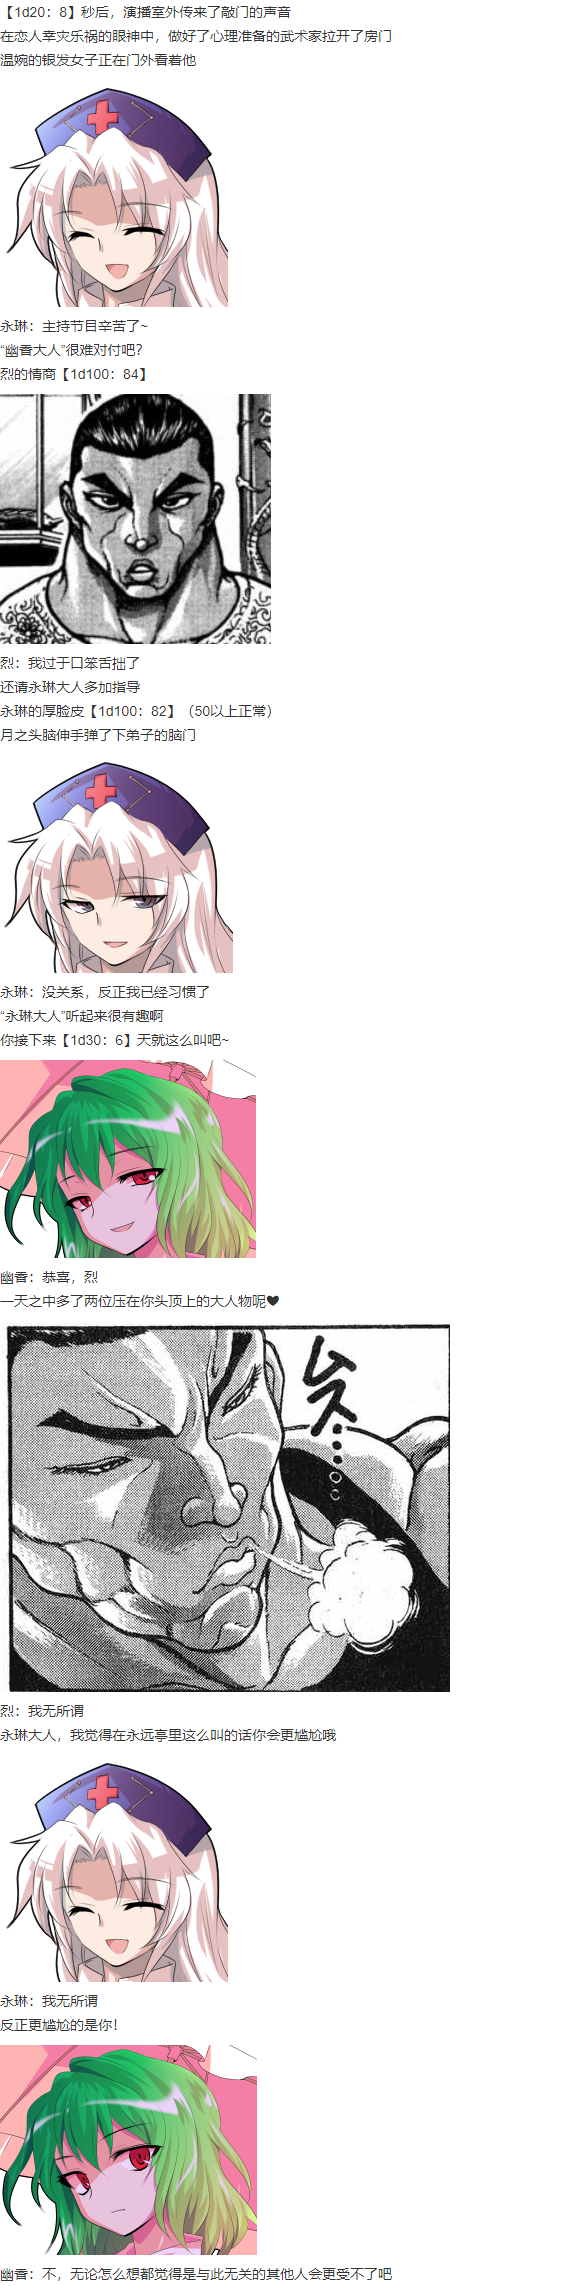 【1d20：8】秒后，演播室外传来了敲门的声音
在恋人幸灾乐祸的眼神中，做好了心理准备的武术家拉开了房门
温婉的银发女子正在门外看着他
永琳：主持节目辛苦了~
“幽香大人”很难对付吧？
烈的情商【1d100：84】
烈：我过于口笨舌拙了
还请永琳大人多加指导
永琳的厚脸皮【1d100：82】（50以上正常）
月之头脑伸手弹了下弟子的脑门
永琳：没关系，反正我已经习惯了
“永琳大人”听起来很有趣啊
你接下来【1d30：6】天就这么叫吧~
幽香：恭喜，烈
一天之中多了两位压在你头顶上的大人物呢♥
ムス…
烈：我无所谓
永琳大人，我觉得在永远亭里这么叫的话你会更尴尬哦
永琳：我无所谓
反正更尴尬的是你！
幽香：不，无论怎么想都觉得是与此无关的其他人会更受不了吧